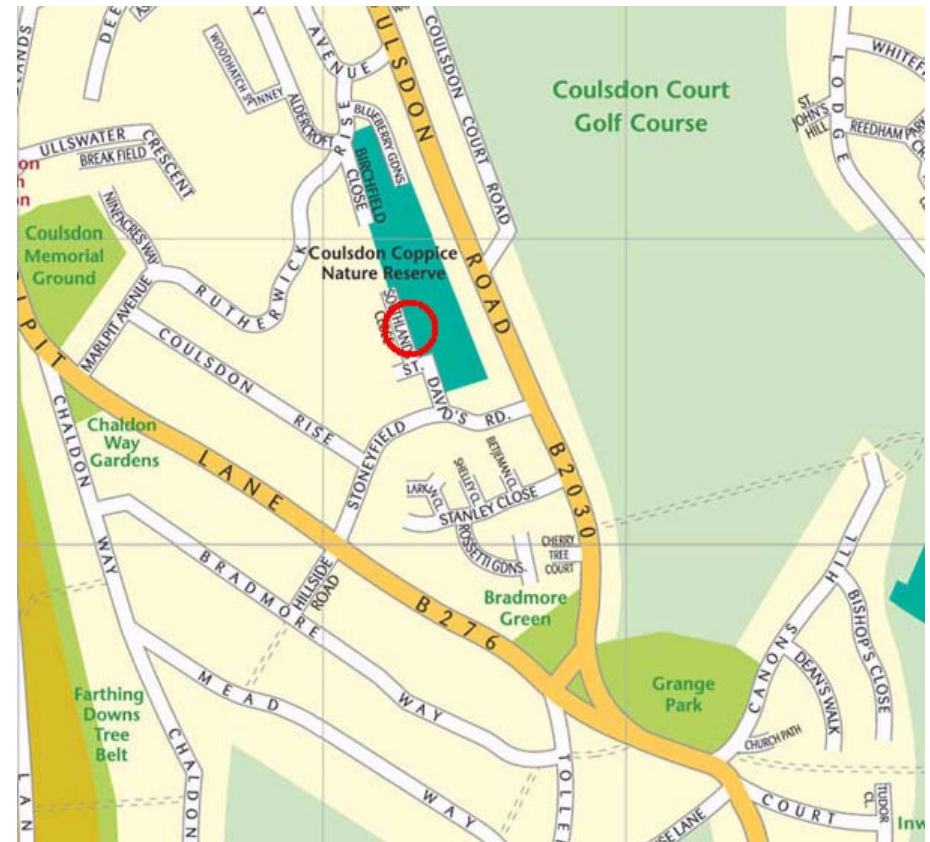 AVENUE
COULSDON
COURT
ROAD
WOODHATCH SPINNEY
ALDERCROFT
RISE
BLUEBERRY GDNS.
ULSDON
ROAD
B2030
Coulsdon Court
Golf Course
LODGE
ST.
JOHN'S
HILL
REEDHAM PARK
ULLSWATER
CRESCENT
BREAK FIELD
BIRCHFIELD
CLOSE
NINEACRES WAY
Coulsdon
Memorial
Ground
Coulsdon Coppice
Nature Reserve
RUTHERWICK
MARLPIT AVENUE
COULSDON
RISE
ST.
DAVID'S RD.
STONEYFIELD
CHALDON
WAY
CHALDON
Chaldon
Way
Gardens
PIT
LANE
B276
LARKIN CL.
SHELLEY CL.
BETJEMAN CL.
STANLEY CLOSE
ROSSETTI GDNS.
CHERRY
TREE
COURT
HILLSIDE
ROAD
BRADMORE
WAY
Bradmore
Green
MEAD
WAY
Farthing
Downs
Tree
Belt
Grange
Park
CANONS
HILL
BISHOP'S CLOSE
DEAN'S WALK
CHURCH PATH
COURT
TUDOR
CL.